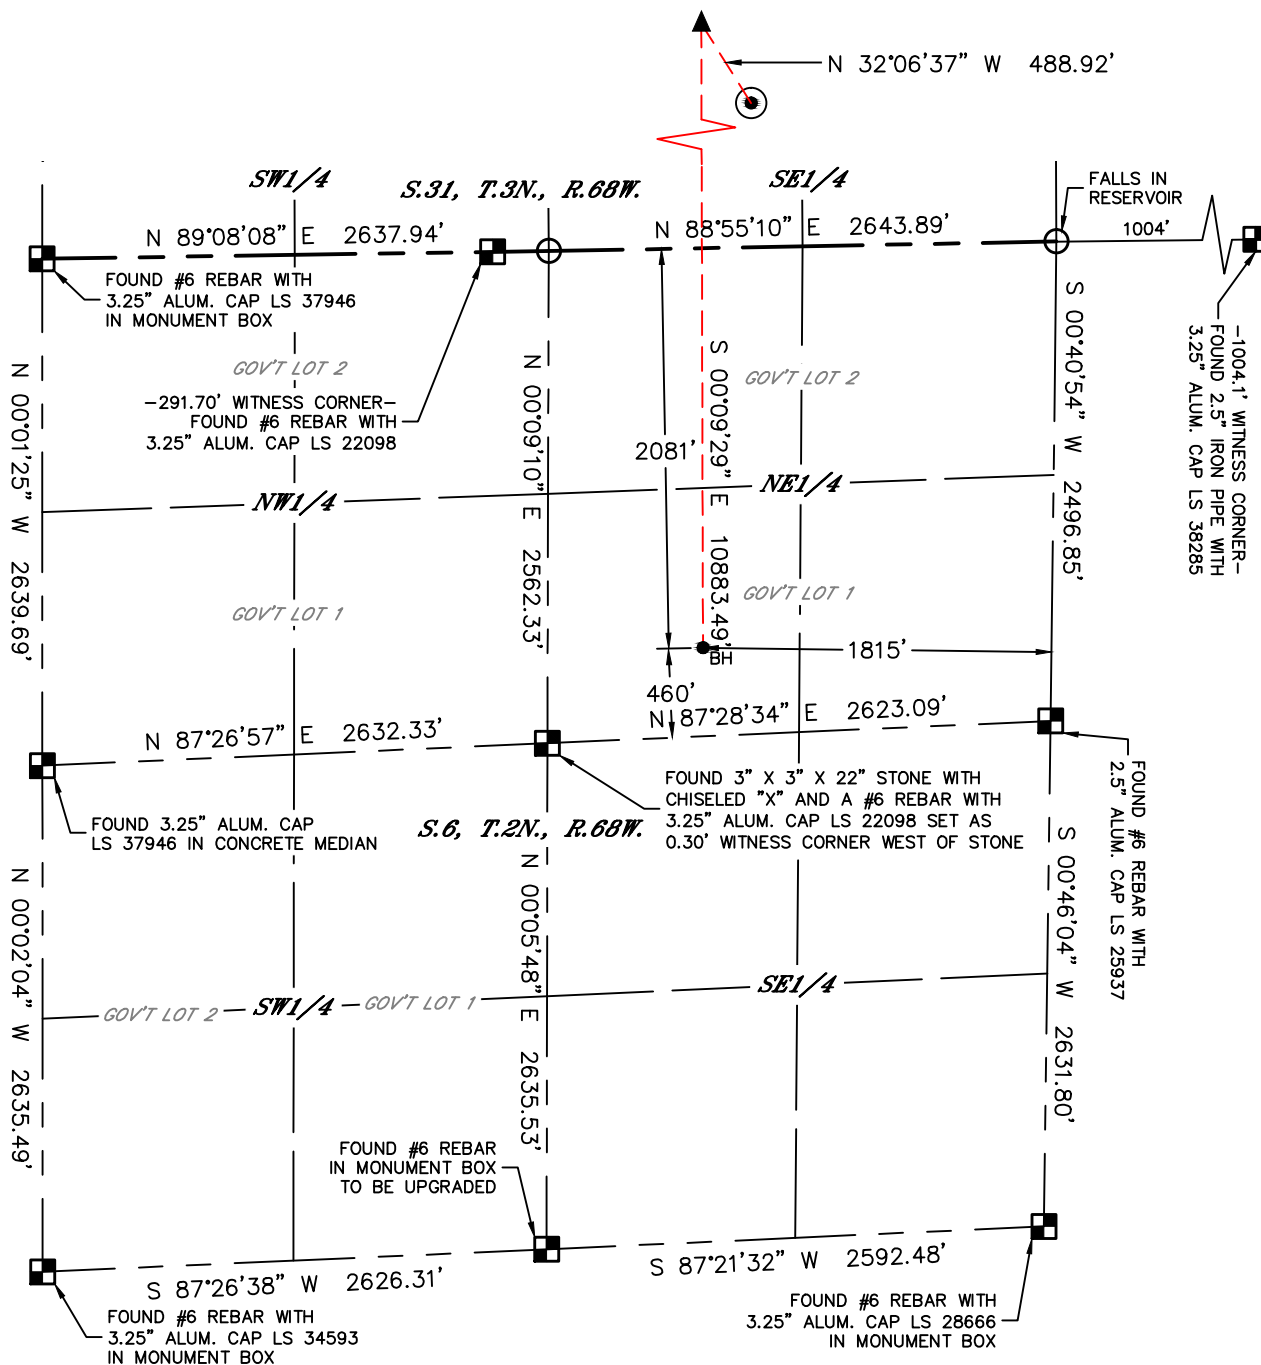 N 32°06'37" W 488.92'
SW1/4
S.31, T.3N., R.68W.
SE1/4
FALLS IN
RESERVOIR
1004'
N 89°08'08" E 2637.94'
N 88°55'10" E 2643.89'
FOUND #6 REBAR WITH
3.25" ALUM. CAP LS 37946
IN MONUMENT BOX
-1004.1' WITNESS CORNER-
FOUND 2.5" IRON PIPE WITH
3.25" ALUM. CAP LS 38285
GOV'T LOT 2
GOV'T LOT 2
-291.70' WITNESS CORNER-
FOUND #6 REBAR WITH
3.25" ALUM. CAP LS 22098
N 00°01'25" W 2639.69'
N 00°09'10" E 2562.33'
2081'
S 00°09'29" E 10883.49'
S 00°40'54" W 2496.85'
NW1/4
NE1/4
GOV'T LOT 1
GOV'T LOT 1
BH
1815'
460'
N 87°26'57" E 2632.33'
N 87°28'34" E 2623.09'
FOUND 3.25" ALUM. CAP
LS 37946 IN CONCRETE MEDIAN
S.6, T.2N., R.68W.
FOUND 3" X 3" X 22" STONE WITH
CHISELED "X" AND A #6 REBAR WITH
3.25" ALUM. CAP LS 22098 SET AS
0.30' WITNESS CORNER WEST OF STONE
FOUND #6 REBAR WITH
2.5" ALUM. CAP LS 25937
N 00°02'04" W 2635.49'
N 00°05'48" E 2635.53'
S 00°46'04" W 2631.80'
GOV'T LOT 2
SW1/4
GOV'T LOT 1
SE1/4
FOUND #6 REBAR
IN MONUMENT BOX
TO BE UPGRADED
S 87°26'38" W 2626.31'
S 87°21'32" W 2592.48'
FOUND #6 REBAR WITH
3.25" ALUM. CAP LS 34593
IN MONUMENT BOX
FOUND #6 REBAR WITH
3.25" ALUM. CAP LS 28666
IN MONUMENT BOX